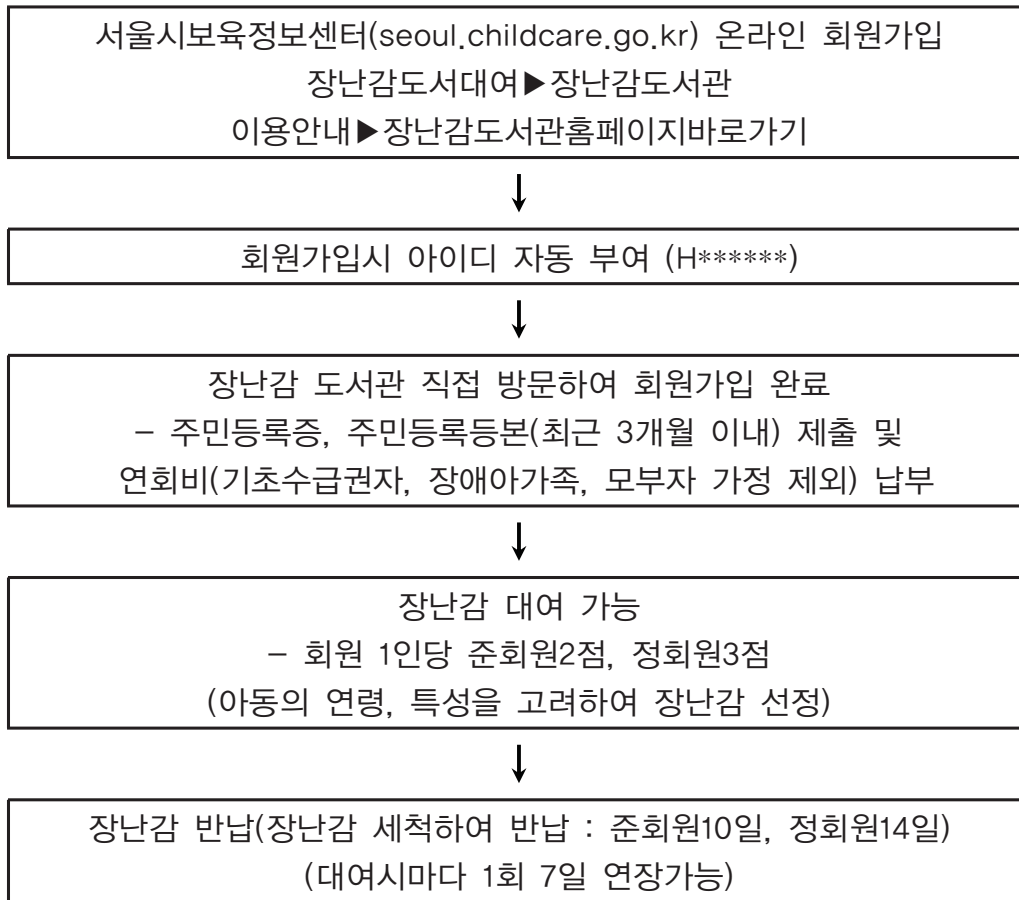 서울시보육정보센터(seoul.childcare.go.kr) 온라인 회원가입
장난감도서대여▶장난감도서관
이용안내▶장난감도서관홈페이지바로가기
↓
회원가입시 아이디 자동 부여 (H******)
↓
장난감 도서관 직접 방문하여 회원가입 완료
- 주민등록증, 주민등록등본(최근 3개월 이내) 제출 및
연회비(기초수급권자, 장애아가족, 모부자 가정 제외) 납부
↓
장난감 대여 가능
- 회원 1인당 준회원2점, 정회원3점
(아동의 연령, 특성을 고려하여 장난감 선정)
↓
장난감 반납(장난감 세척하여 반납 : 준회원10일, 정회원14일)
(대여시마다 1회 7일 연장가능)